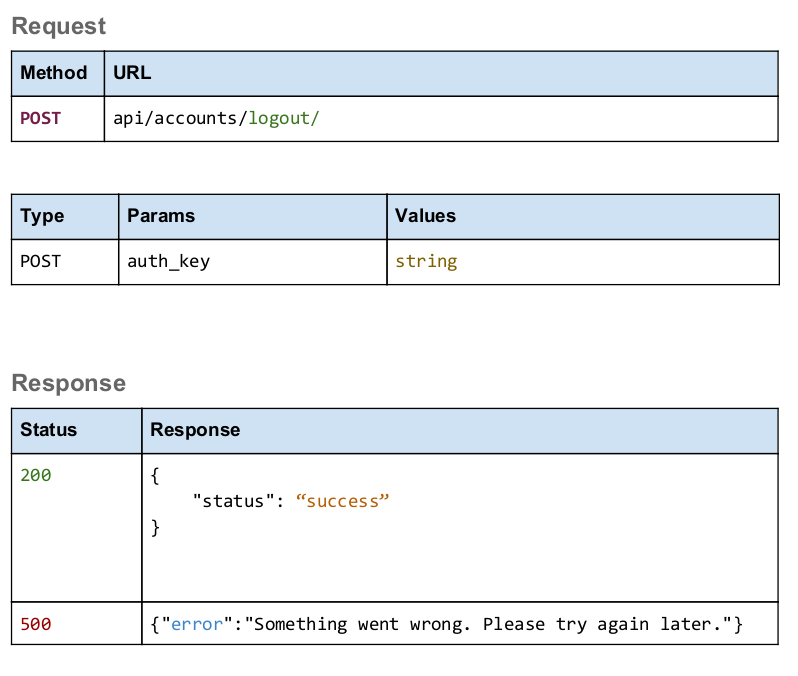 Request
Method URL
POST api/accounts/logout/
Type Params Values
POST auth_key string
Response
Status Response
200 {
"status": “success”
}
500 {"error":"Something went wrong. Please try again later."}